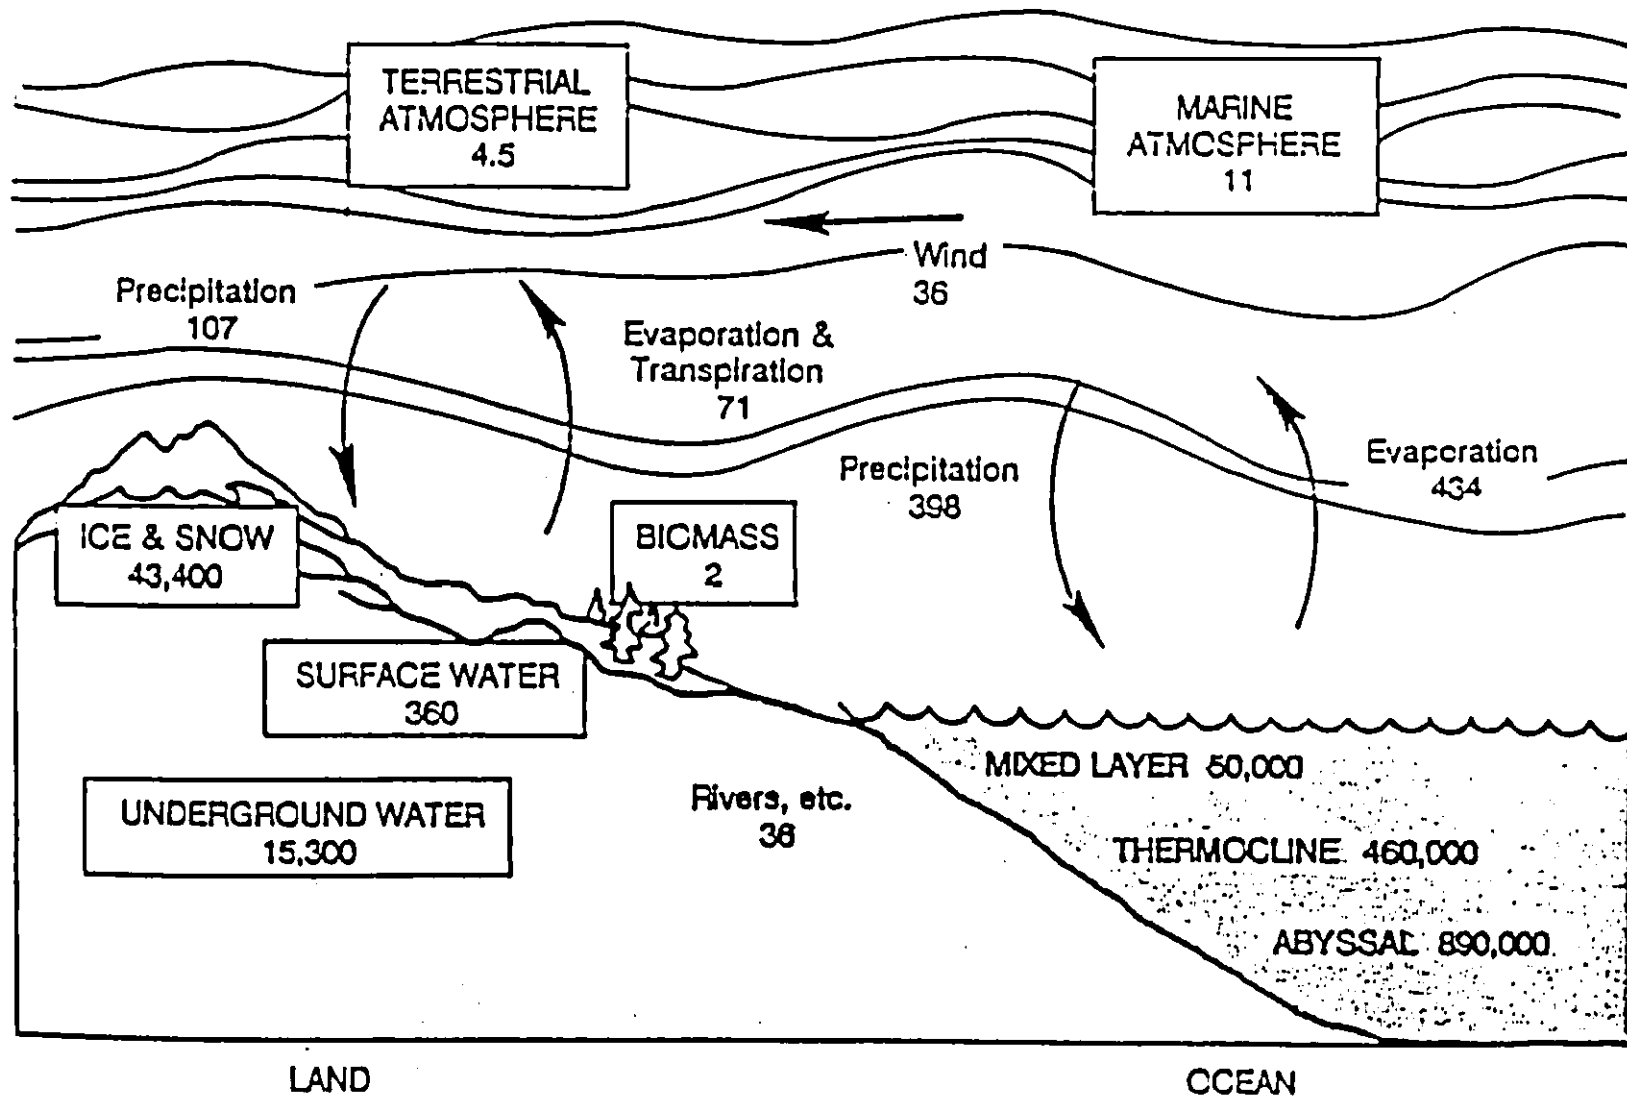 TERRESTRIAL
ATMOSPHERE
4.5
MARINE
ATMOSPHERE
11
Wind
36
Precipitation
107
Evaporation &
Transpiration
71
Precipitation
398
Evaporation
434
ICE & SNOW
43,400
BICMASS
2
SURFACE WATER
360
UNDERGROUND WATER
15,300
Rivers, etc.
36
MIXED LAYER 50,000
THERMOCLINE 460,000
ABYSSAL 890,000
LAND
OCEAN